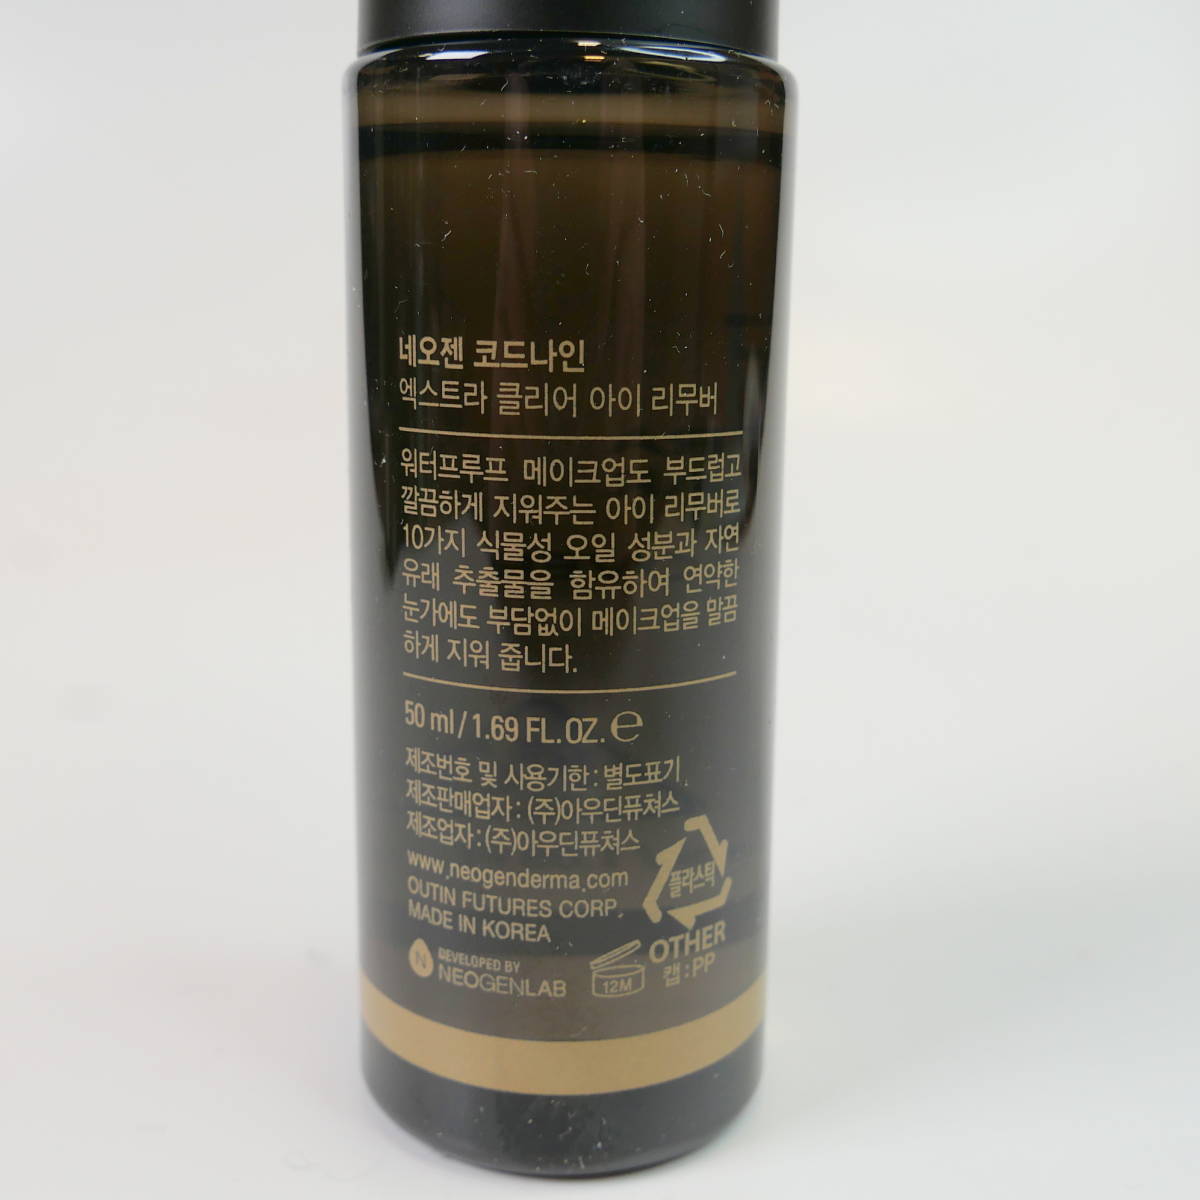 네오젠 코드나인
엑스트라 클리어 아이 리무버
워터프루프 메이크업도 부드럽고
깔끔하게 지워주는 아이 리무버로
10가지 식물성 오일 성분과 자연
유래 추출물을 함유하여 연약한
눈가에도 부담없이 메이크업을 말끔
하게 지워 줍니다.
50 ml/1.69 FL.OZ. ℮
제조번호 및 사용기한 : 별도표기
제조판매업자 : (주)아우딘퓨쳐스
제조업자 : (주)아우딘퓨쳐스
www.neogenderma.com
OUTIN FUTURES CORP.
MADE IN KOREA
플라스틱
OTHER
캡 : PP
N
DEVELOPED BY
NEOGENLAB
12M